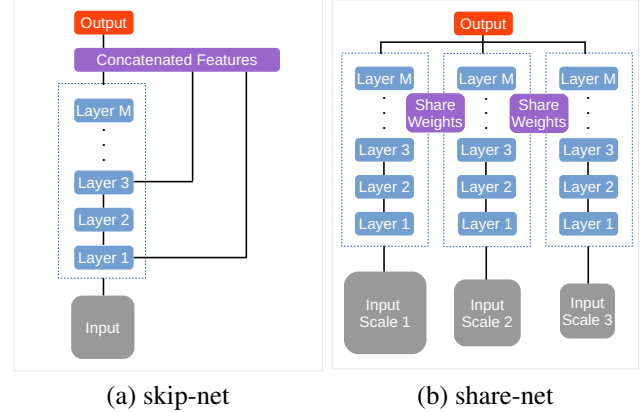 Output
Concatenated Features
Layer M
Layer 3
Layer 2
Layer 1
Input
(a) skip-net
Output
Layer M
Layer M
Layer M
Share
Weights
Share
Weights
Layer 3
Layer 3
Layer 3
Layer 2
Layer 2
Layer 2
Layer 1
Layer 1
Layer 1
Input
Scale 1
Input
Scale 2
Input
Scale 3
(b) share-net